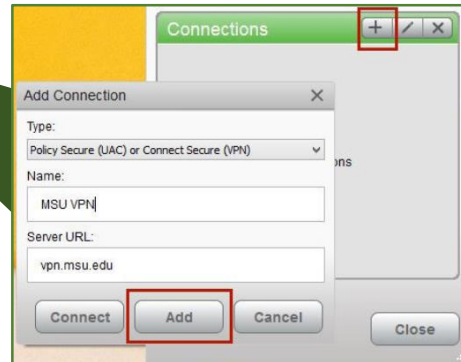 Connections
Add Connection
Type:
Policy Secure (UAC) or Connect Secure (VPN)
Name:
MSU VPN
Server URL:
vpn.msu.edu
Connect Add Cancel
ons
Close